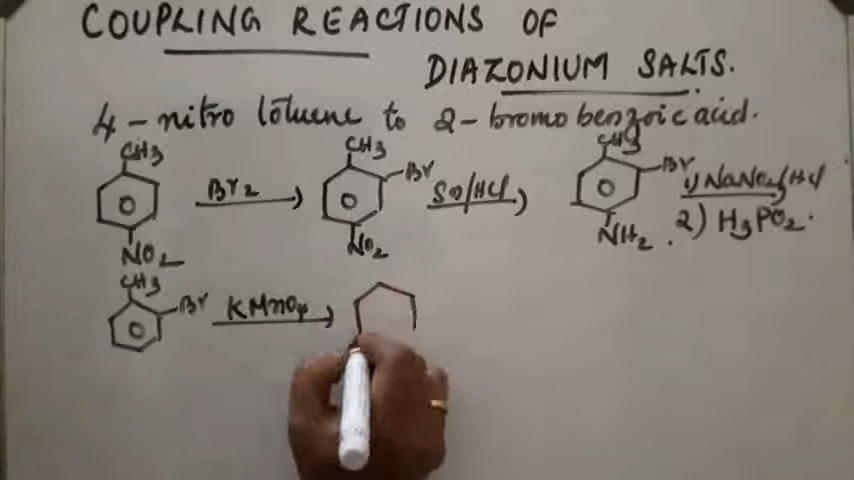 COUPLING REACTIONS OF
DIAZONIUM SALTS.
4-nitro toluene to 2-bromo benzoic acid.
CH3 CH3 CH3
Br2 Br Sn/HCl Br 1) NaNO2/HCl
NO2 NO2 NH2. 2) H3PO2.
CH3
Br KMnO4